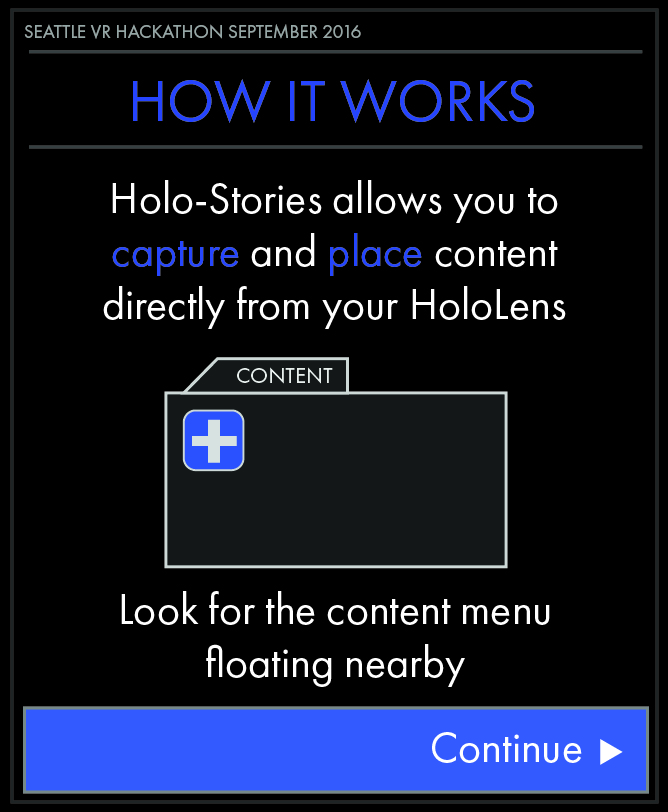 SEATTLE VR HACKATHON SEPTEMBER 2016
HOW IT WORKS
Holo-Stories allows you to
capture and place content
directly from your HoloLens
CONTENT
Look for the content menu
floating nearby
Continue